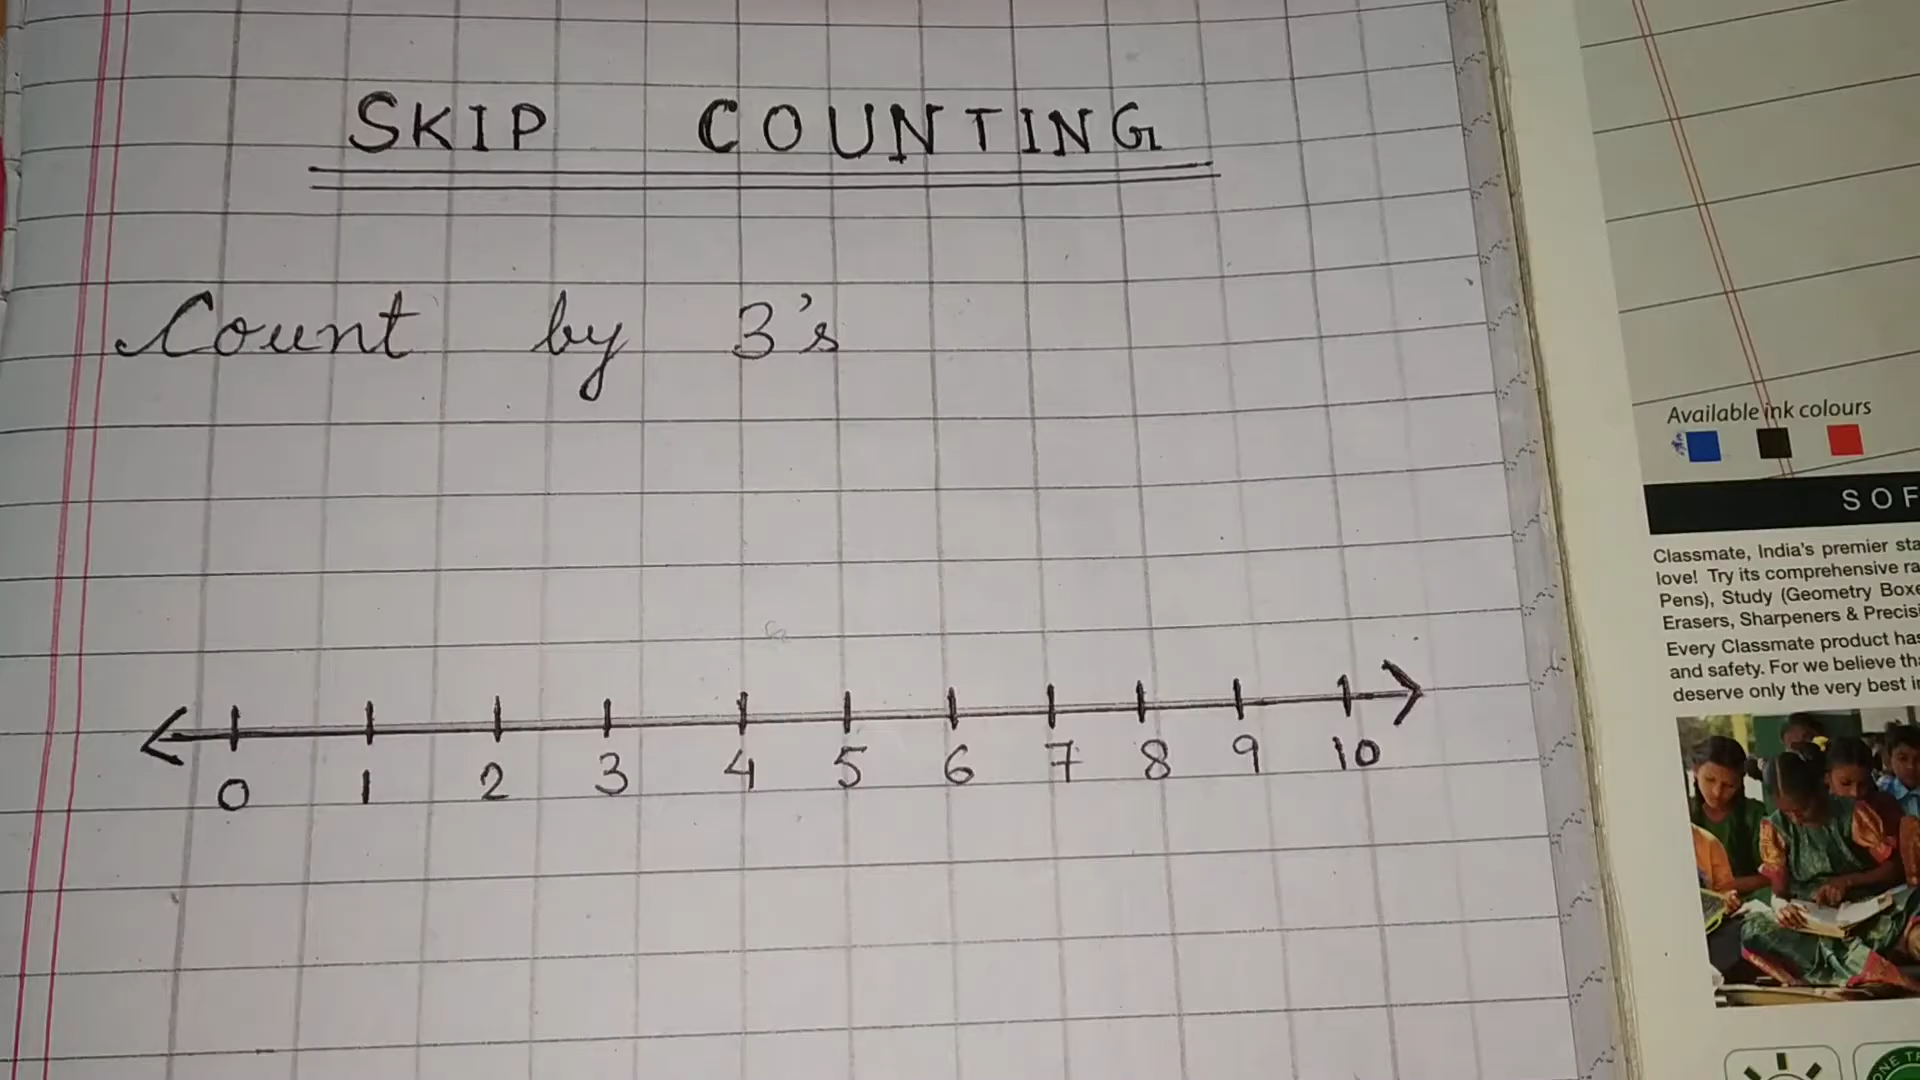 SKIP COUNTING
Count by 3's
0 1 2 3 4 5 6 7 8 9 10
Available ink colours
SOF
Classmate, India's premier sta
love! Try its comprehensive ra
Pens), Study (Geometry Boxe
Erasers, Sharpeners & Precisi
Every Classmate product has
and safety. For we believe tha
deserve only the very best in